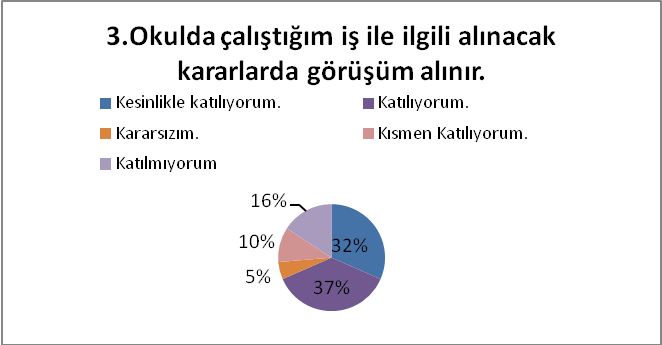 3.Okulda çalıştığım iş ile ilgili alınacak
kararlarda görüşüm alınır.
Kesinlikle katılıyorum.
Katılıyorum.
Kararsızım.
Kısmen Katılıyorum.
Katılmıyorum
16%
32%
10%
5%
37%